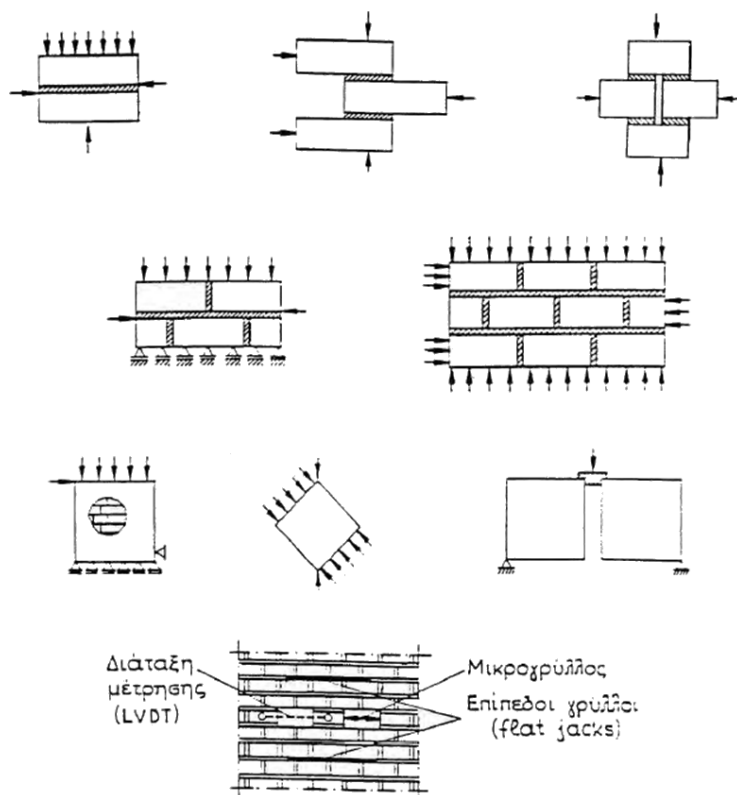 Διάταξη
μέτρησης
(LVDT)
Μικρογρύλλος
Επίπεδοι γρύλλοι
(flat jacks)